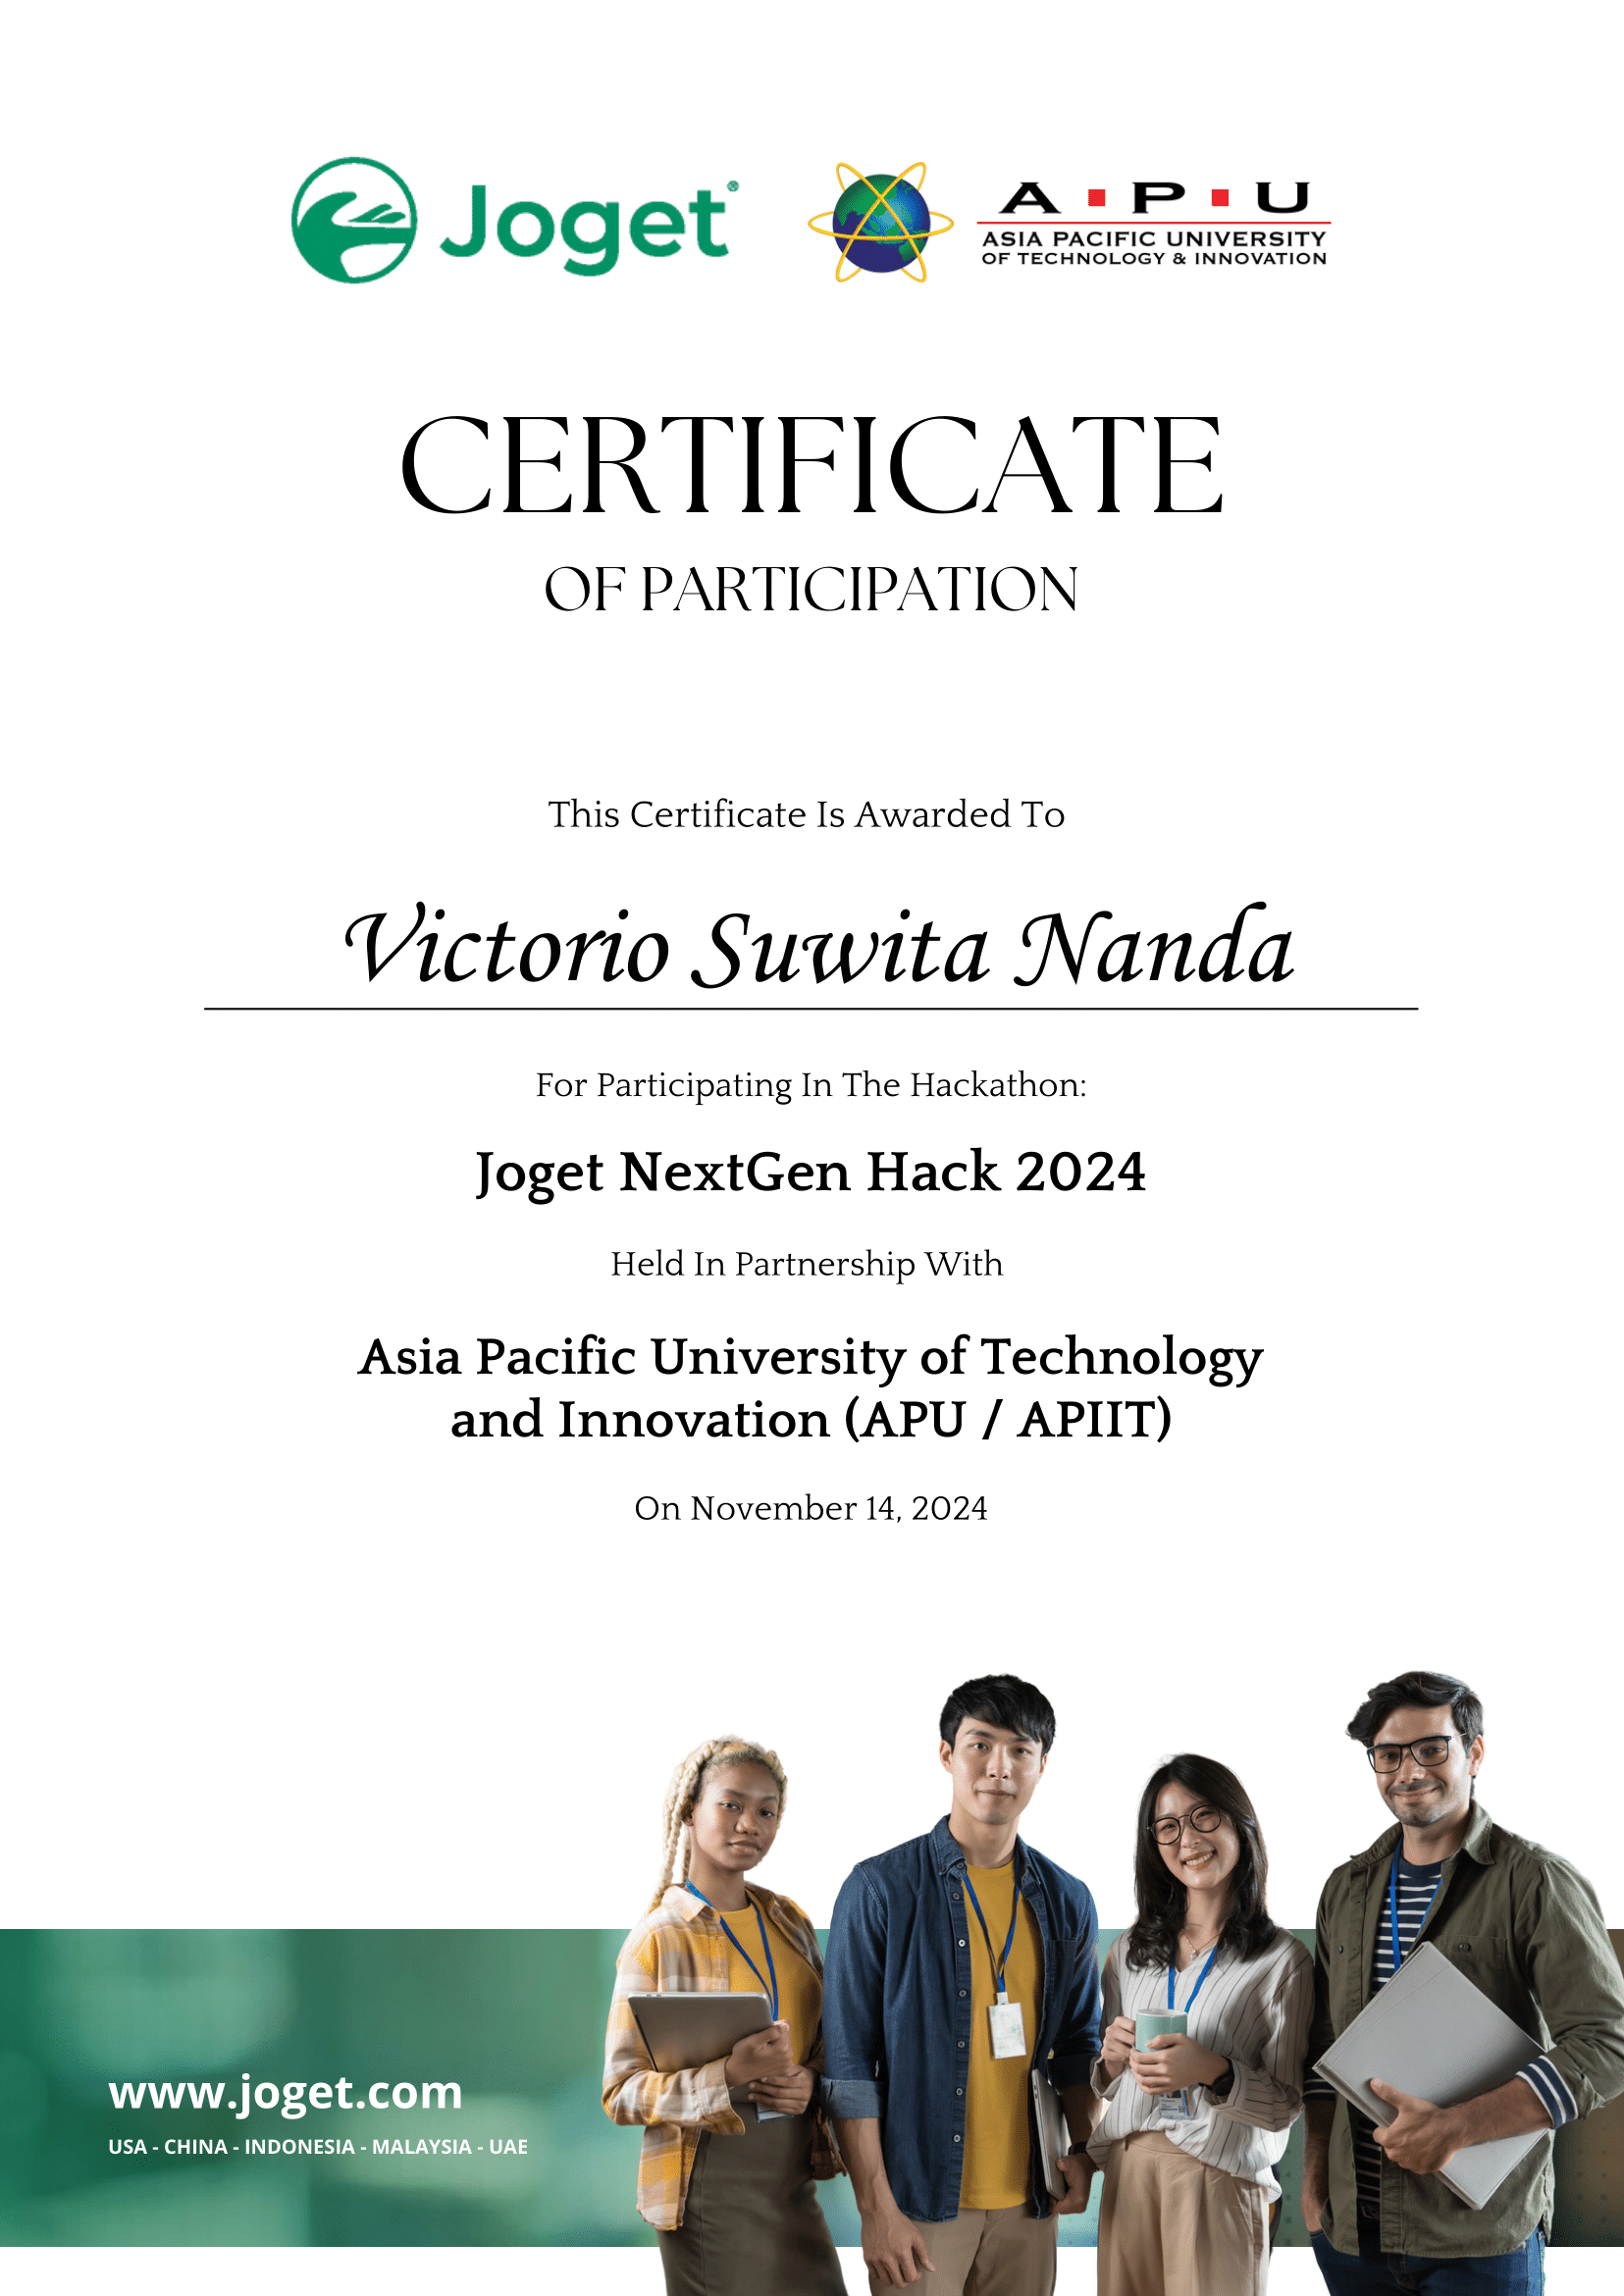 Joget
A·P·U
ASIA PACIFIC UNIVERSITY
OF TECHNOLOGY & INNOVATION
CERTIFICATE
OF PARTICIPATION
This Certificate Is Awarded To
Victorio Suwita Nanda
For Participating In The Hackathon:
Joget NextGen Hack 2024
Held In Partnership With
Asia Pacific University of Technology
and Innovation (APU / APIIT)
On November 14, 2024
www.joget.com
USA - CHINA - INDONESIA - MALAYSIA - UAE